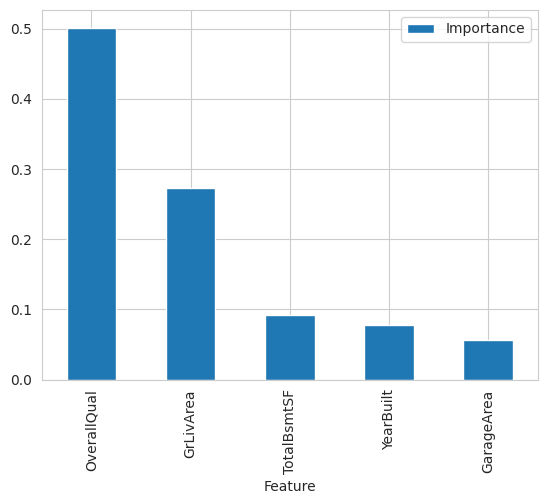 Importance
0.5
0.4
0.3
0.2
0.1
0.0
OverallQual
GrLivArea
TotalBsmtSF
YearBuilt
GarageArea
Feature